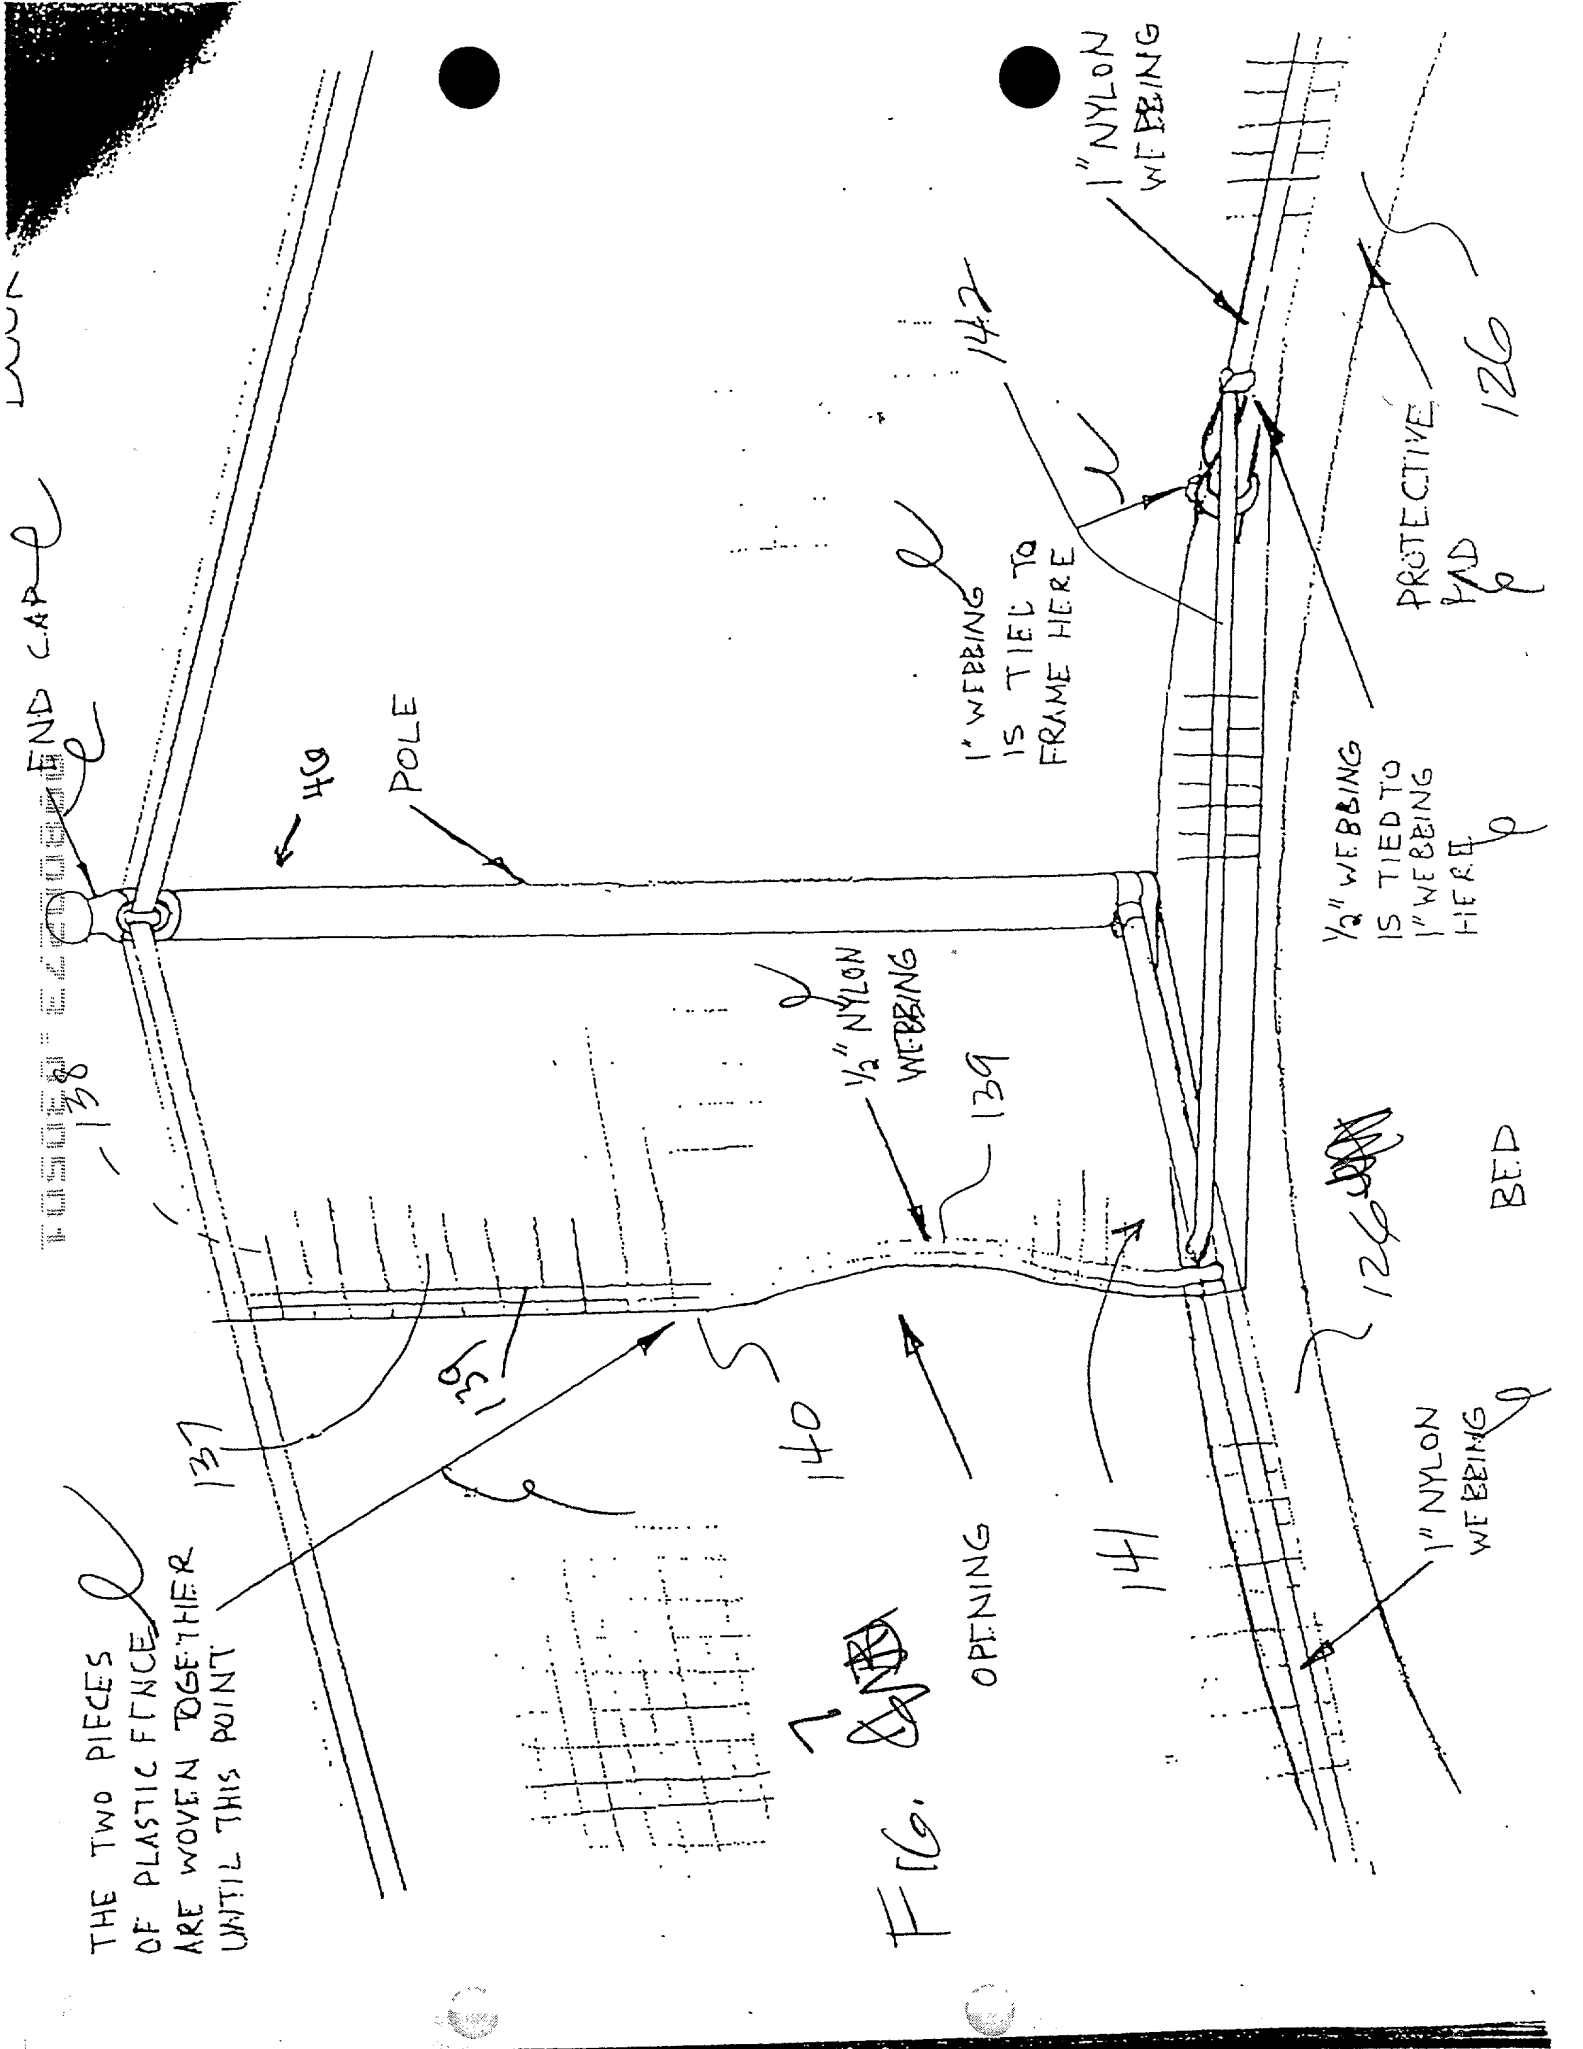 THE TWO PIECES
OF PLASTIC FENCE
ARE WOVEN TOGETHER
UNTIL THIS POINT
137
138
END CAP
139
140
46
POLE
1/2" NYLON
WEBBING
139
FIG. 7
OPENING
141
1" WEBBING
IS TIED TO
FRAME HERE
142
1" NYLON
WEBBING
1/2" WEBBING
IS TIED TO
1" WEBBING
HERE
PROTECTIVE
PAD
126
126
1" NYLON
WEBBING
BED